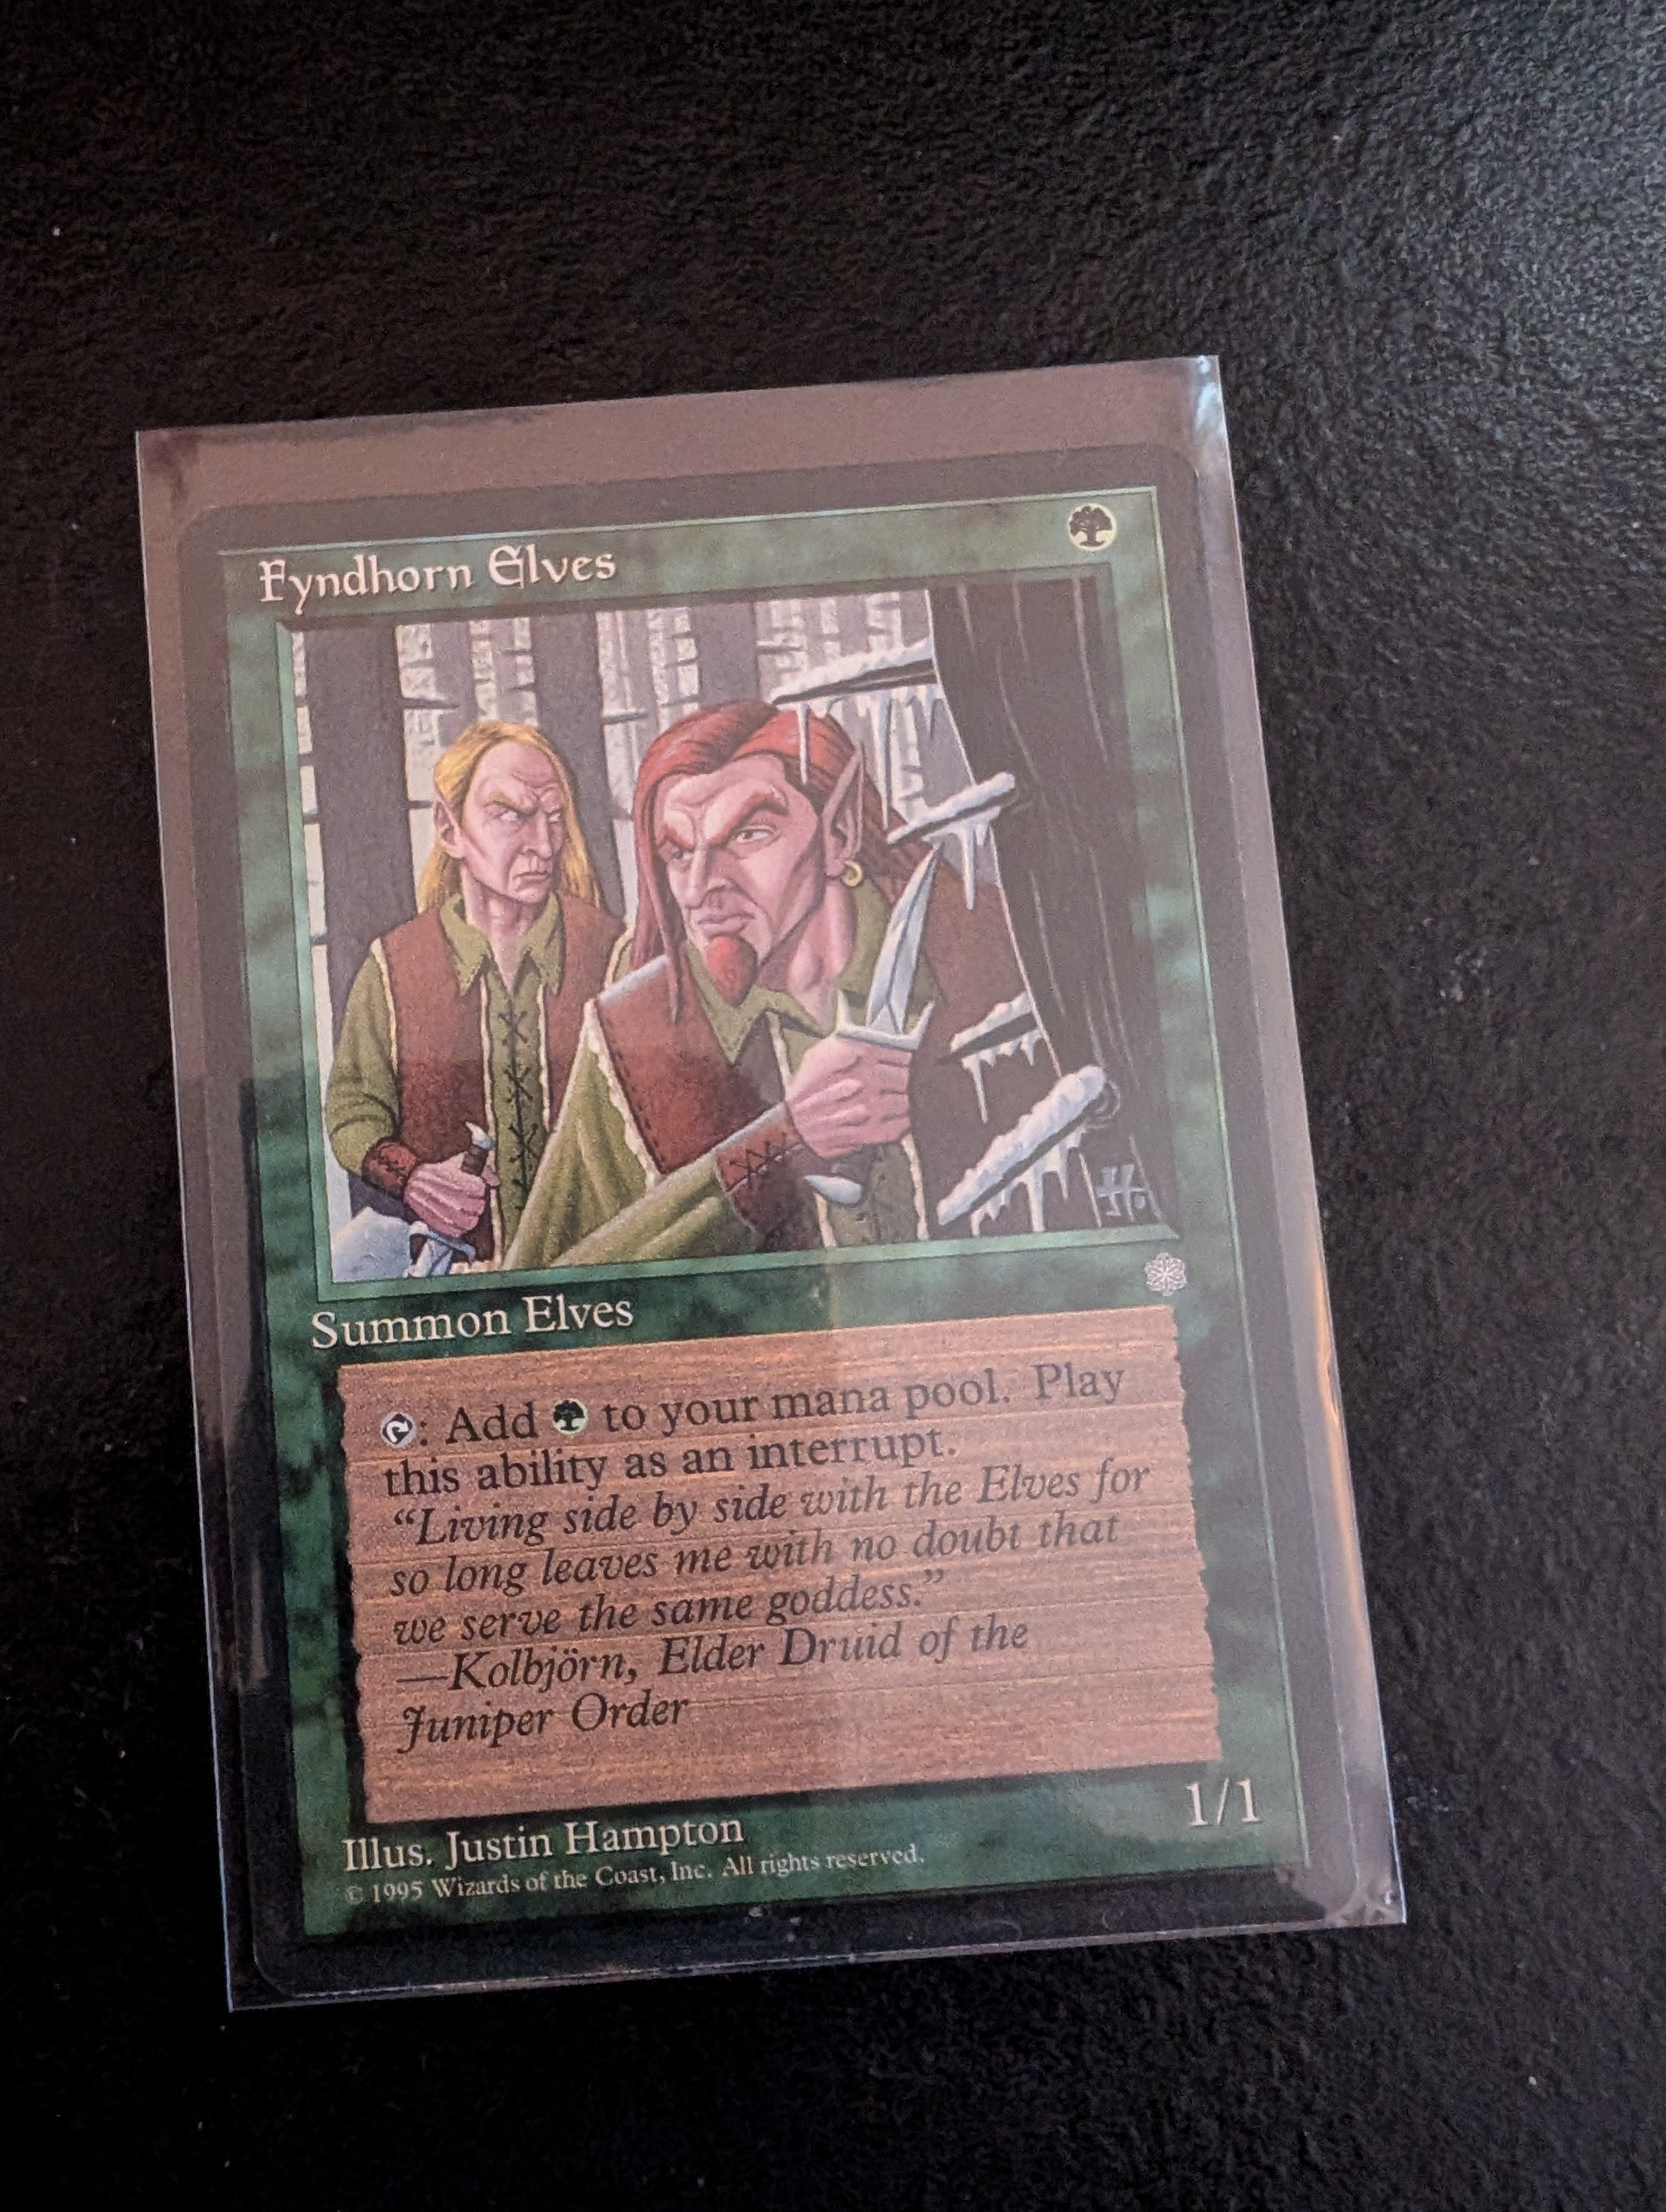 Fyndhorn Elves
Summon Elves
: Add to your mana pool. Play
this ability as an interrupt.
“Living side by side with the Elves for
so long leaves me with no doubt that
we serve the same goddess.”
—Kolbjörn, Elder Druid of the
Juniper Order
1/1
Illus. Justin Hampton
© 1995 Wizards of the Coast, Inc. All rights reserved.